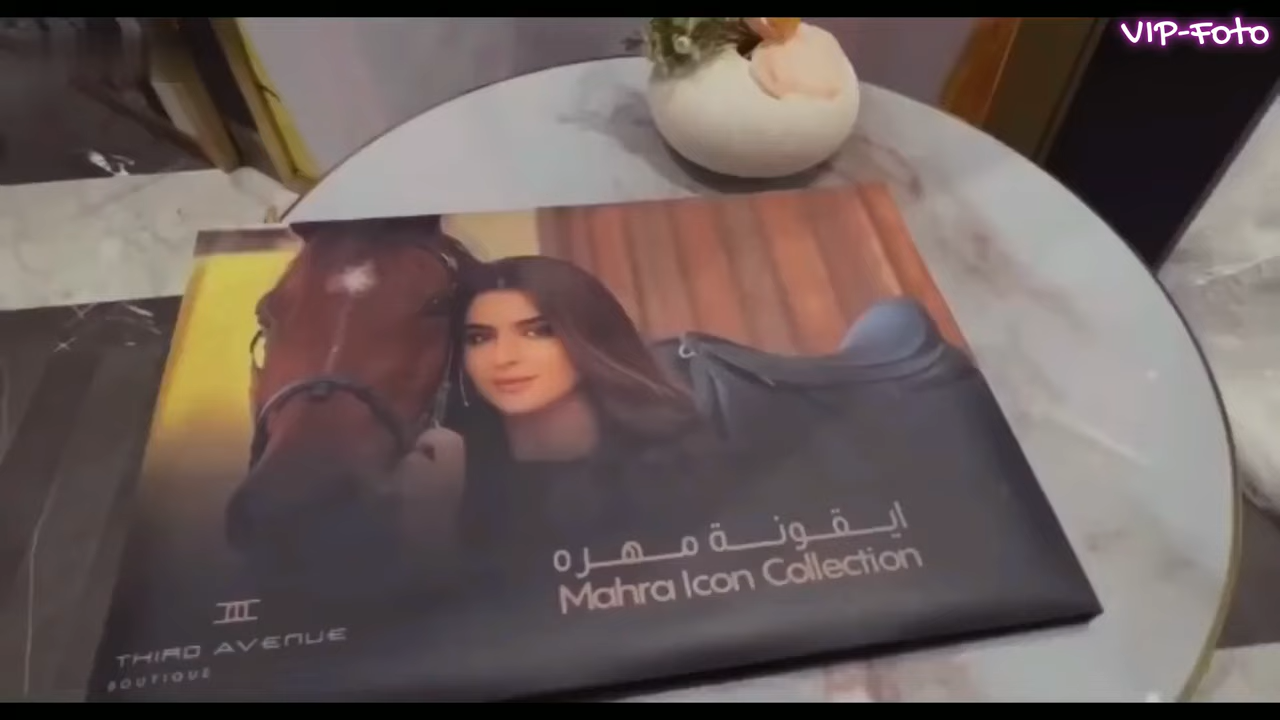 VIP-Foto
ايقونة مهره
Mahra Icon Collection
III
THIRD AVENUE
BOUTIQUE